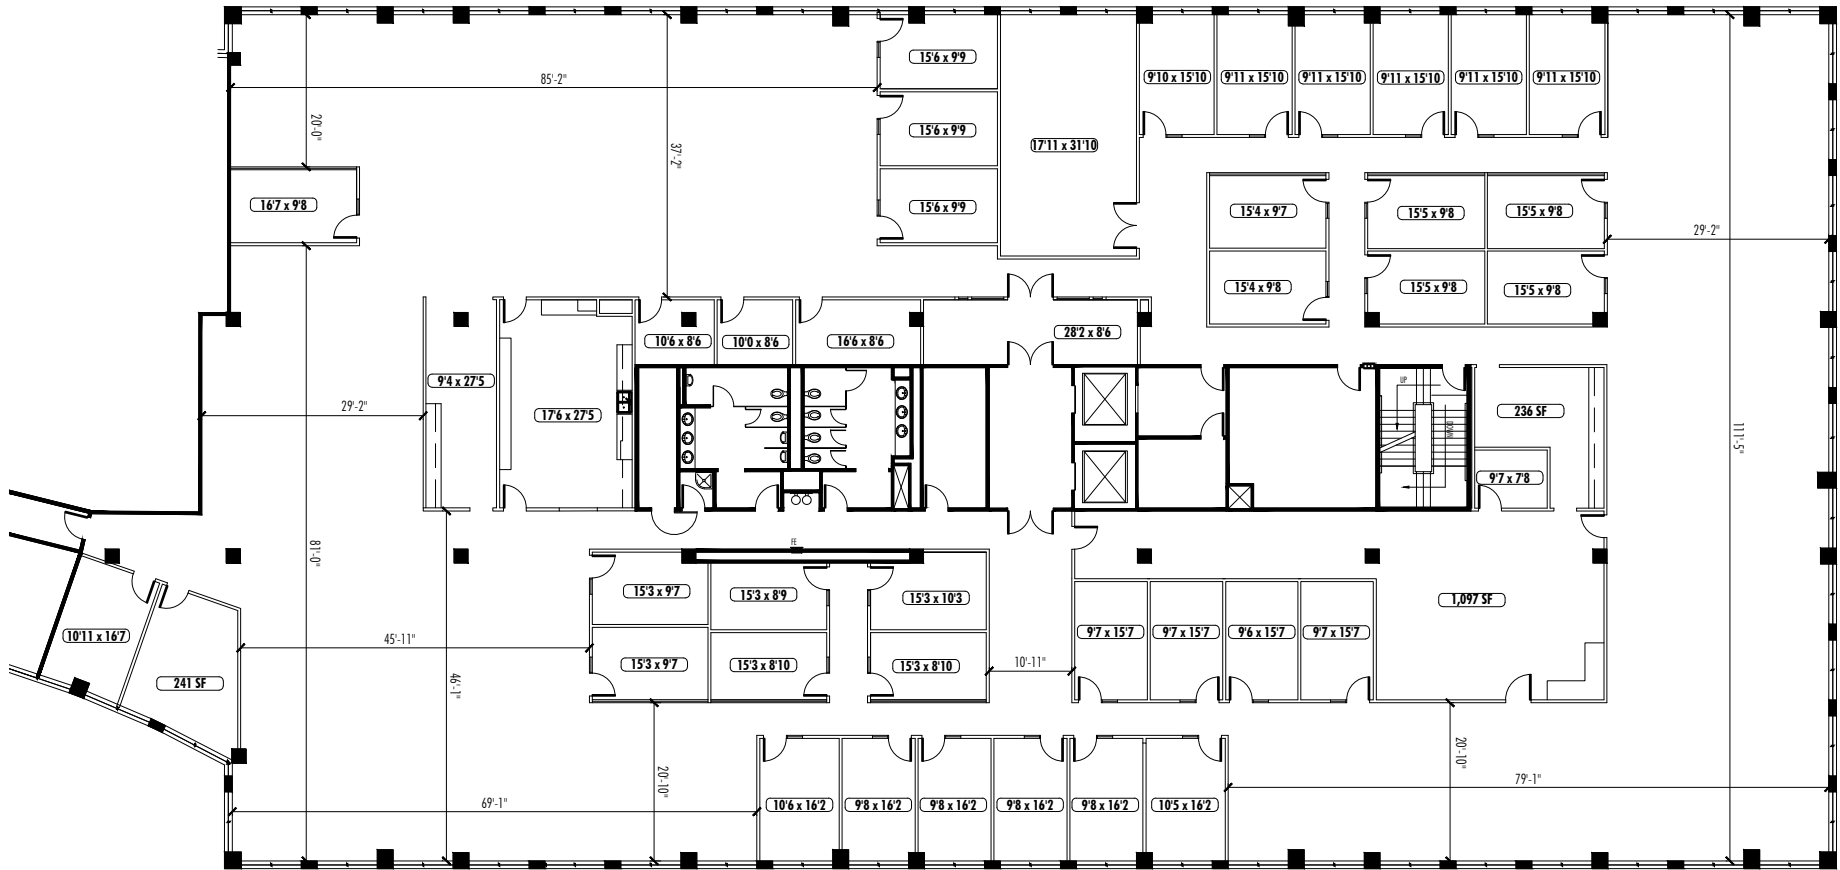 15'6 x 9'9
9'10 x 15'10
9'11 x 15'10
9'11 x 15'10
9'11 x 15'10
9'11 x 15'10
9'11 x 15'10
85'-2"
20'-0"
37'-2"
15'6 x 9'9
17'11 x 31'10
16'7 x 9'8
15'6 x 9'9
15'4 x 9'7
15'5 x 9'8
15'5 x 9'8
29'-2"
15'4 x 9'8
15'5 x 9'8
15'5 x 9'8
10'6 x 8'6
10'0 x 8'6
16'6 x 8'6
28'2 x 8'6
9'4 x 27'5
UP
29'-2"
17'6 x 27'5
236 SF
DOWN
111'-5"
9'7 x 7'8
81'-0"
FE
15'3 x 9'7
15'3 x 8'9
15'3 x 10'3
1,097 SF
10'11 x 16'7
45'-11"
9'7 x 15'7
9'7 x 15'7
9'6 x 15'7
9'7 x 15'7
15'3 x 9'7
15'3 x 8'10
15'3 x 8'10
10'-11"
241 SF
46'-1"
20'-10"
20'-10"
79'-1"
69'-1"
10'6 x 16'2
9'8 x 16'2
9'8 x 16'2
9'8 x 16'2
9'8 x 16'2
10'5 x 16'2